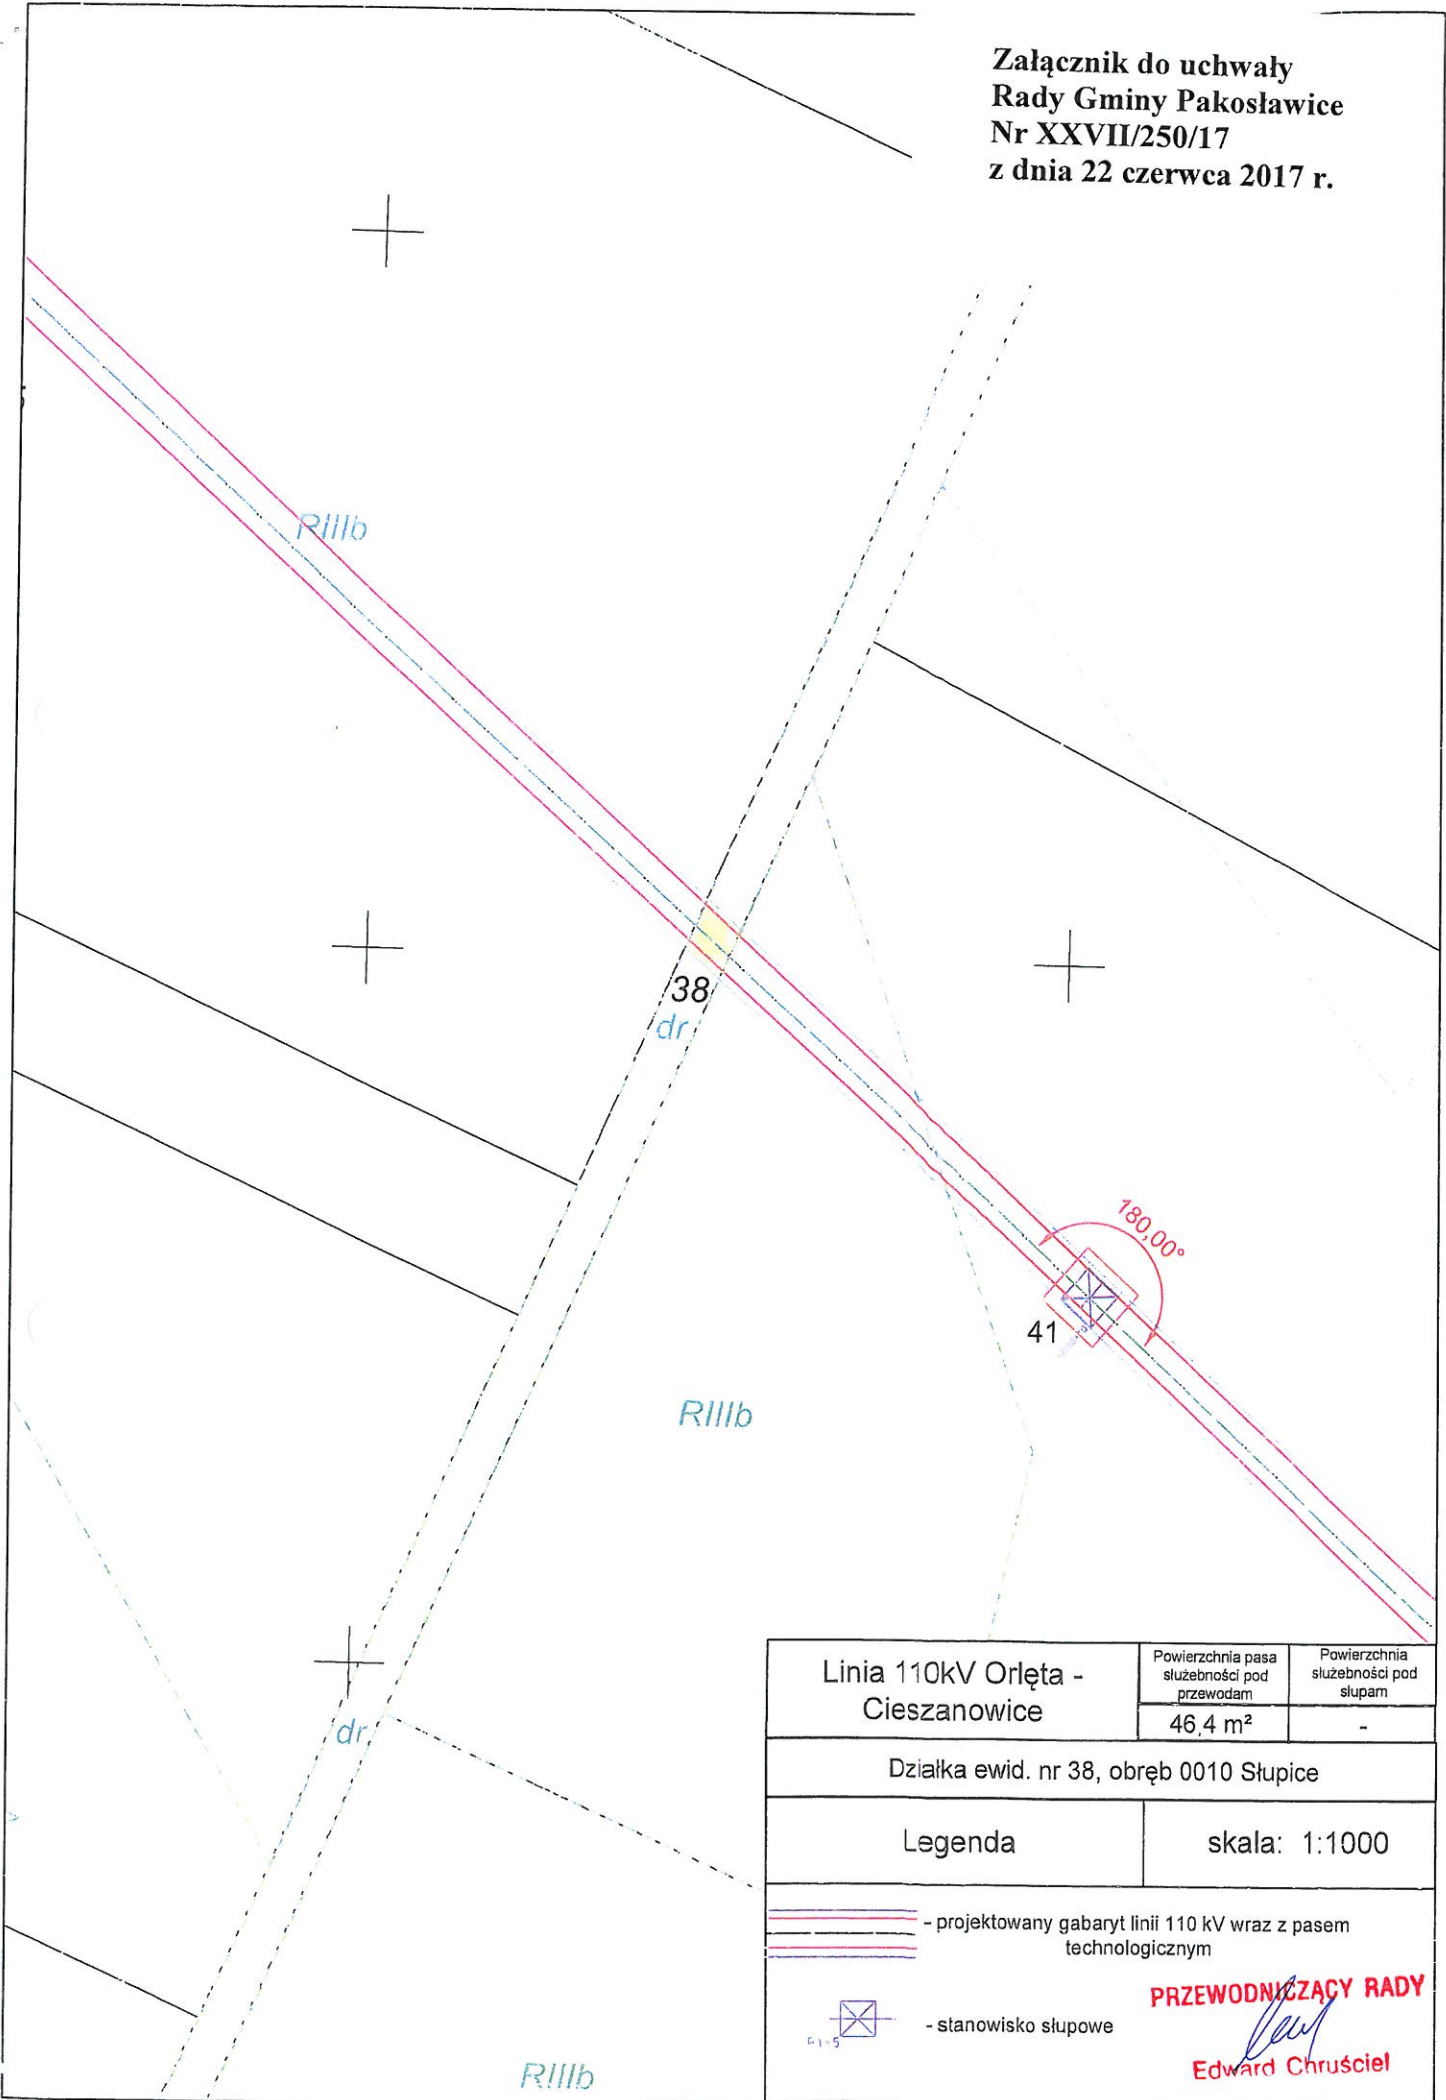 Załącznik do uchwały
Rady Gminy Pakosławice
Nr XXVII/250/17
z dnia 22 czerwca 2017 r.
RIIIb
38
dr
180,00°
41
RIIIb
dr
RIIIb
Linia 110kV Orlęta -
Cieszanowice
Powierzchnia pasa
służebności pod
przewodam
46,4 m²
Powierzchnia
służebności pod
słupam
-
Działka ewid. nr 38, obręb 0010 Słupice
Legenda
skala: 1:1000
- projektowany gabaryt linii 110 kV wraz z pasem
technologicznym
- stanowisko słupowe
PRZEWODNICZĄCY RADY
Edward Chruściel